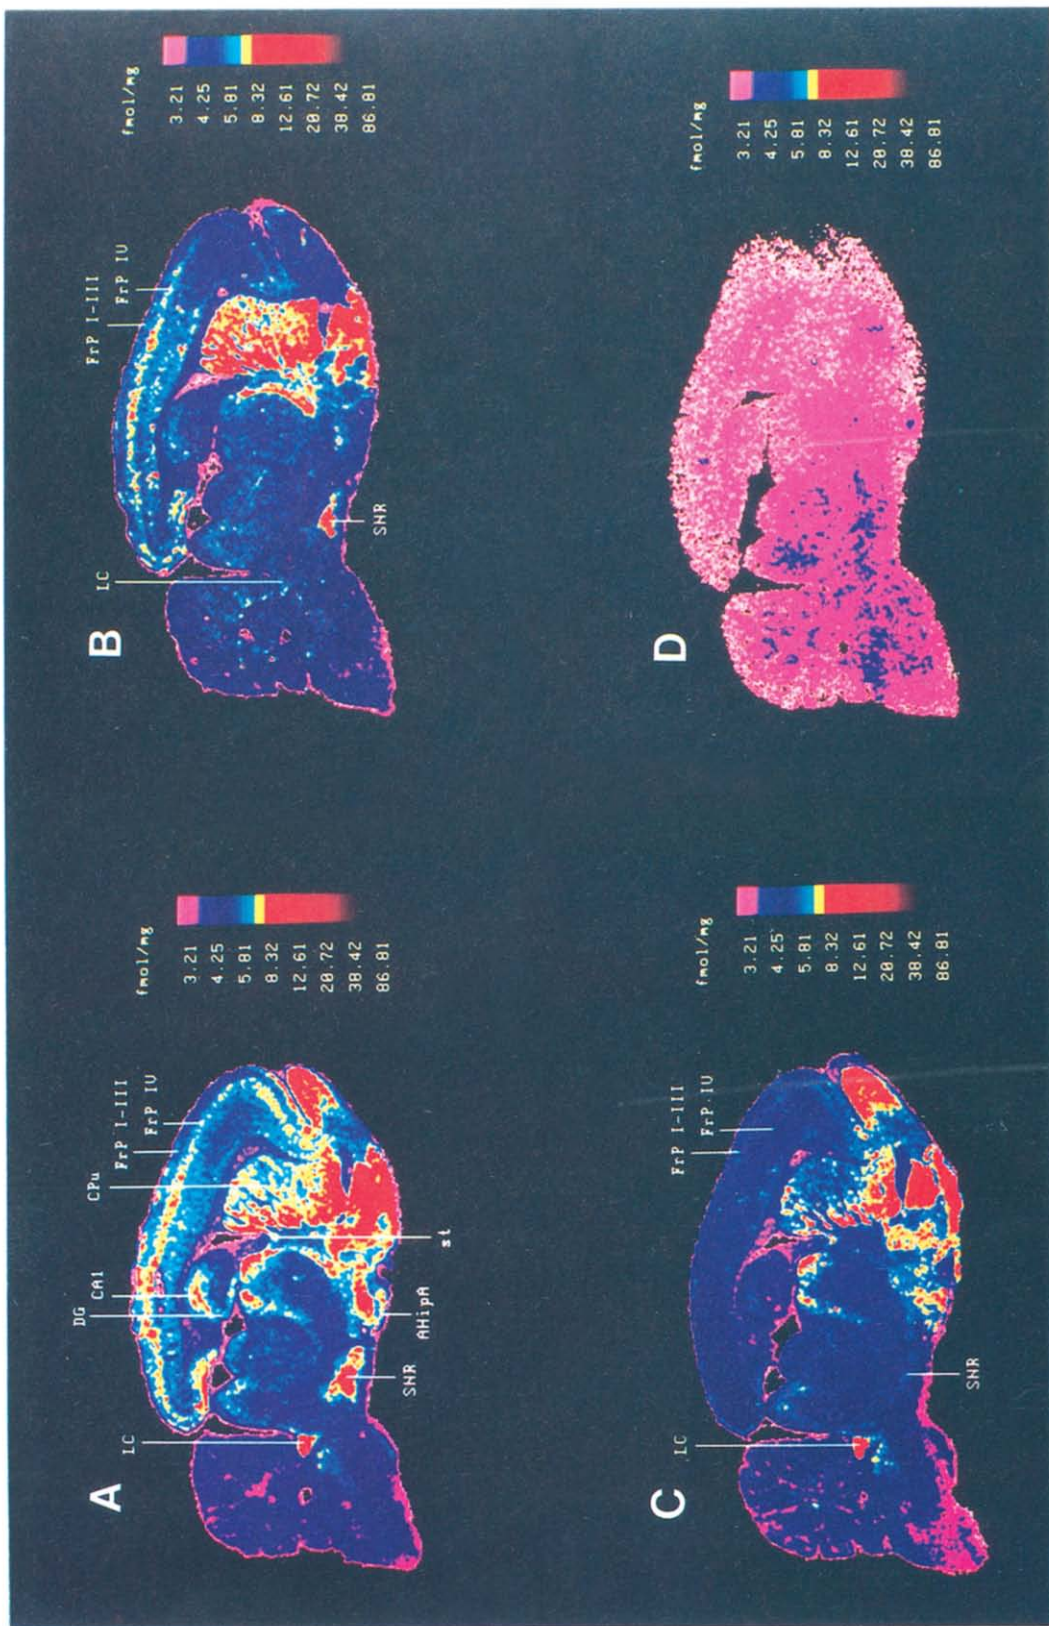 A
LC
DG
CA1
CPu
FrP I-III
FrP IV
SNR
AHipA
st
fmol/mg
3.21
4.25
5.81
8.32
12.61
20.72
38.42
86.81
B
LC
FrP I-III
FrP IV
SNR
fmol/mg
3.21
4.25
5.81
8.32
12.61
20.72
38.42
86.81
C
LC
FrP I-III
FrP IV
SNR
fmol/mg
3.21
4.25
5.81
8.32
12.61
20.72
38.42
86.81
D
fmol/mg
3.21
4.25
5.81
8.32
12.61
20.72
38.42
86.81